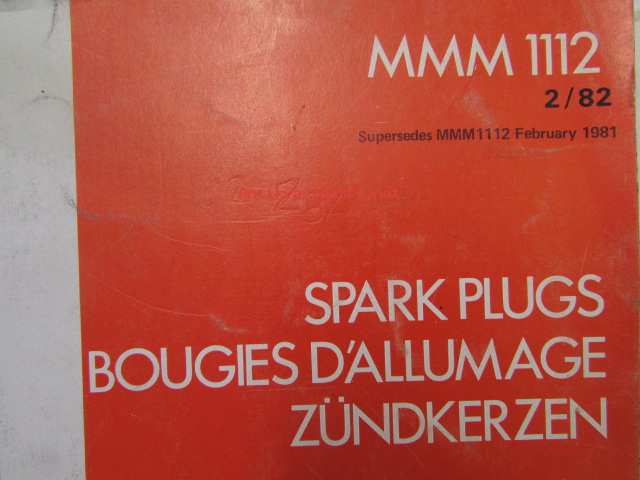 MMM 1112
2/82
Supersedes MMM1112 February 1981
SPARK PLUGS
BOUGIES D'ALLUMAGE
ZÜNDKERZEN